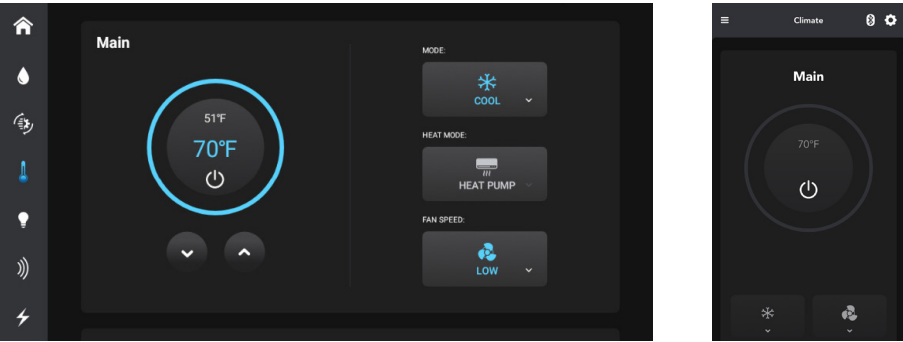 Main
51°F
70°F
MODE:
COOL
HEAT MODE:
HEAT PUMP
FAN SPEED:
LOW
Climate
Main
70°F